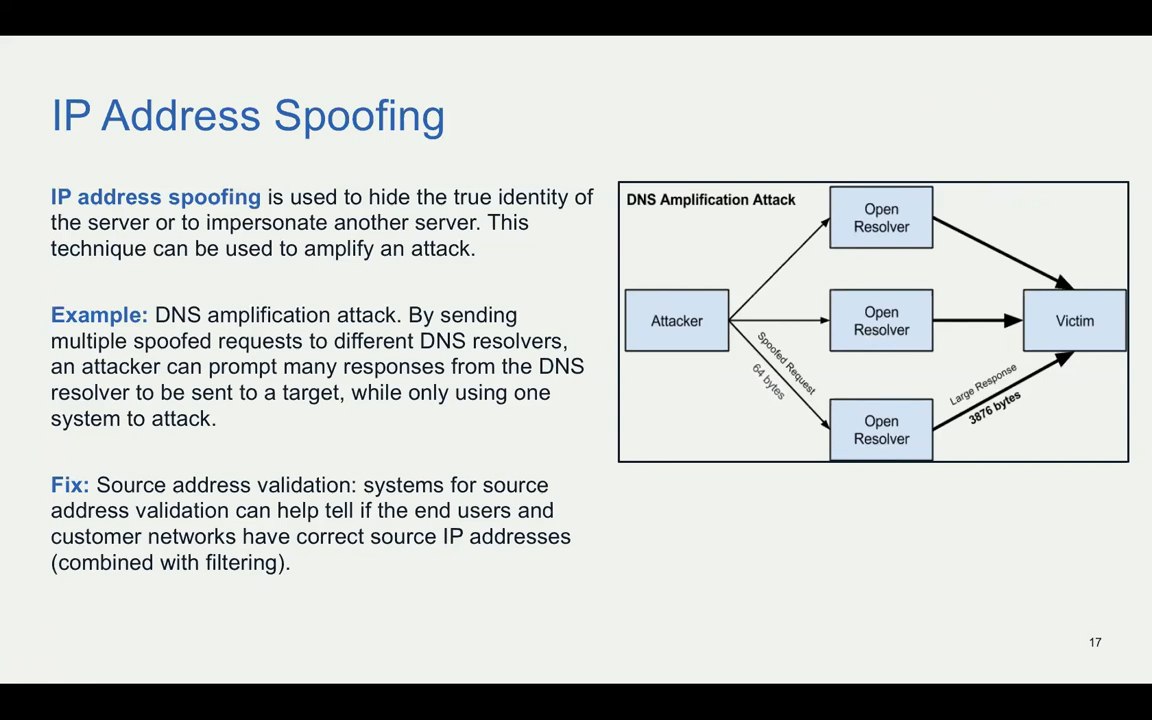 IP Address Spoofing
IP address spoofing is used to hide the true identity of
the server or to impersonate another server. This
technique can be used to amplify an attack.
Example: DNS amplification attack. By sending
multiple spoofed requests to different DNS resolvers,
an attacker can prompt many responses from the DNS
resolver to be sent to a target, while only using one
system to attack.
Fix: Source address validation: systems for source
address validation can help tell if the end users and
customer networks have correct source IP addresses
(combined with filtering).
DNS Amplification Attack
Open
Resolver
Attacker
Open
Resolver
Victim
Spoofed Request
64 bytes
Large Response
3876 bytes
Open
Resolver
17